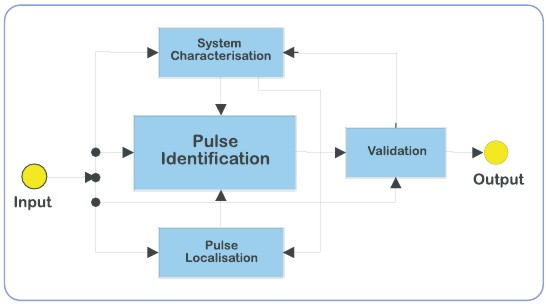 System
Characterisation
Pulse
Identification
Validation
Input
Output
Pulse
Localisation